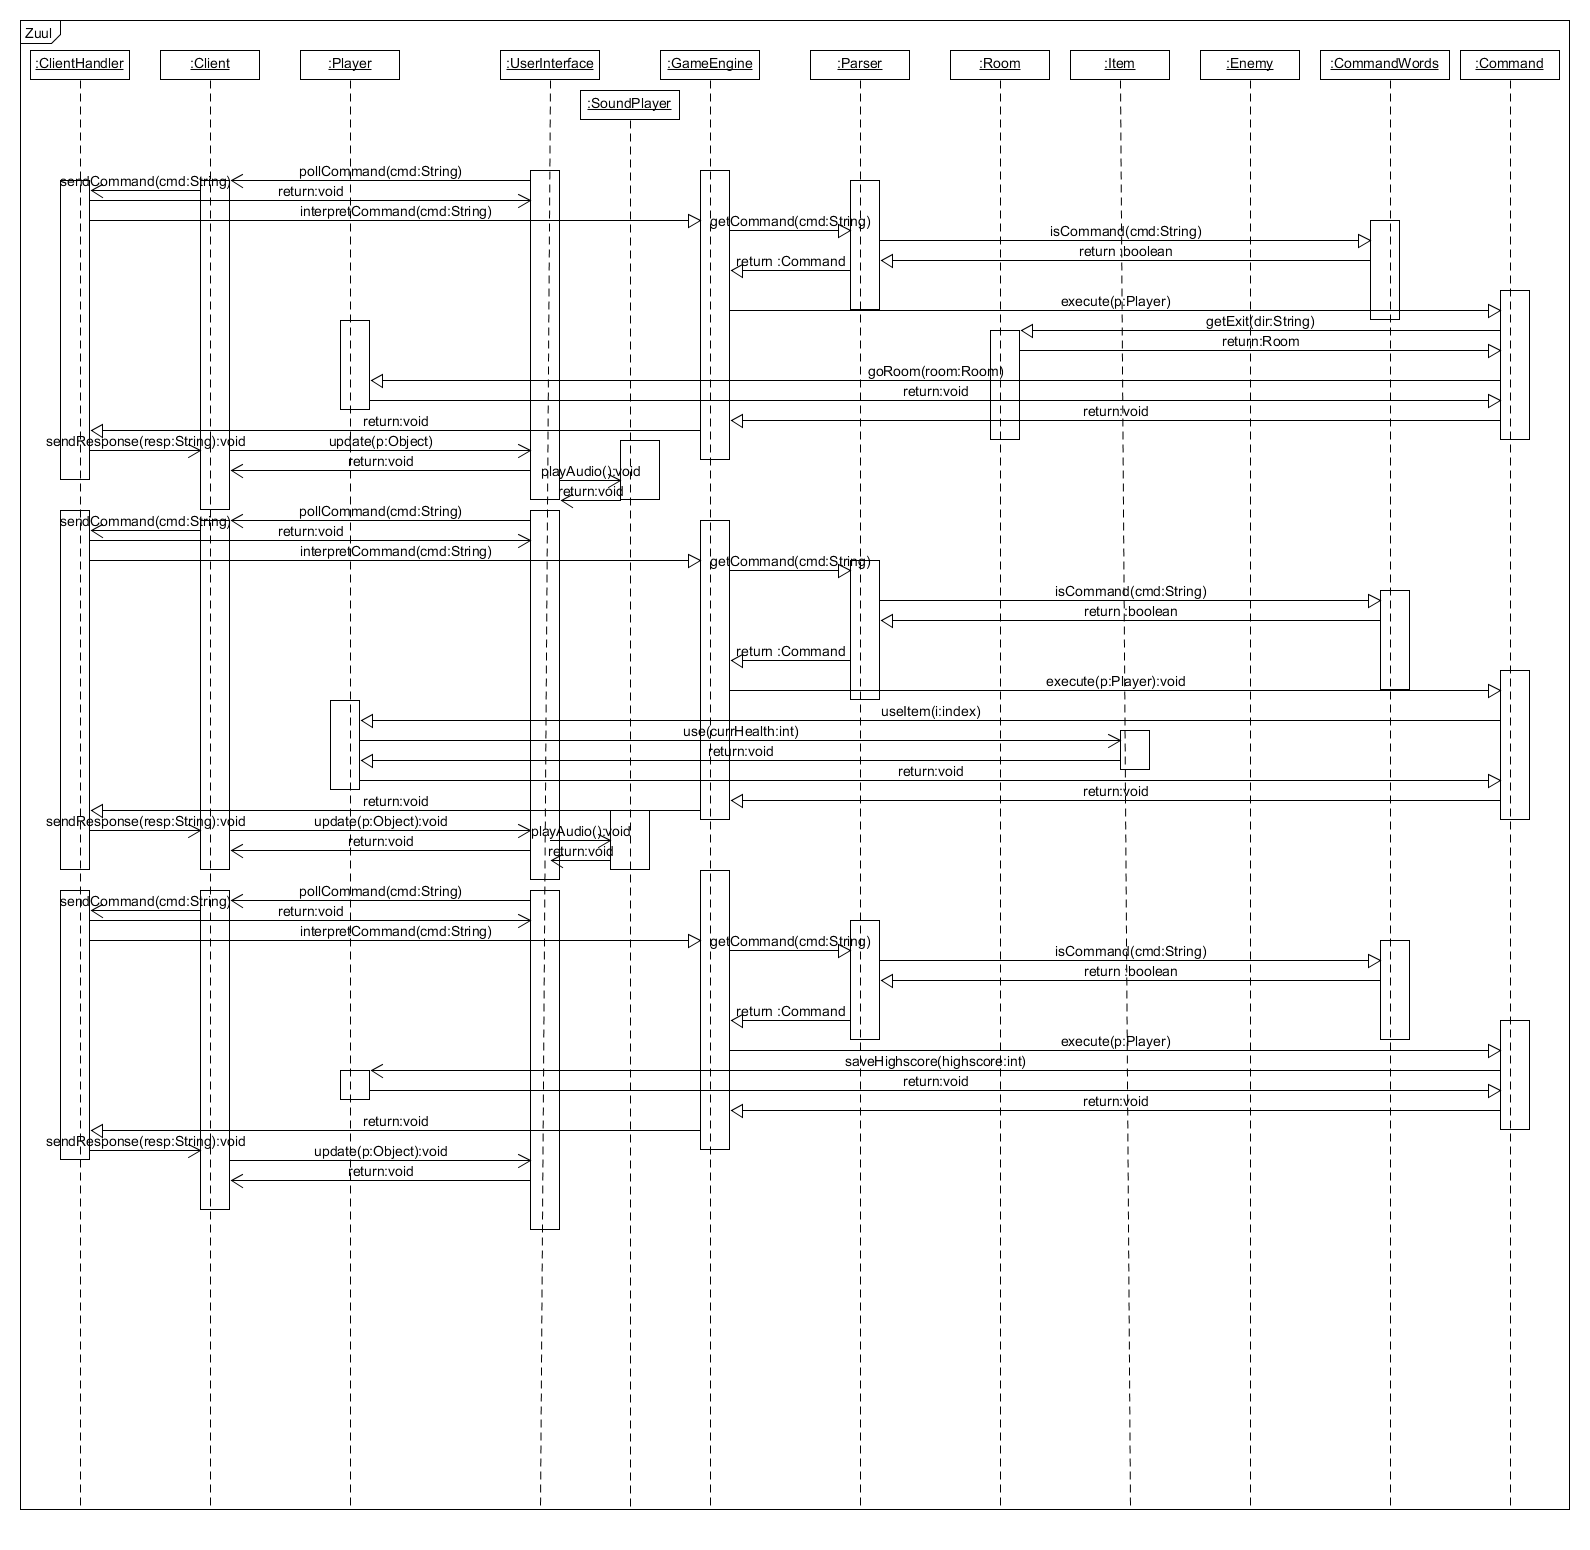 Zuul
:ClientHandler
:Client
:Player
:UserInterface
:GameEngine
:Parser
:Room
:Item
:Enemy
:CommandWords
:Command
:SoundPlayer
pollCommand(cmd:String)
sendCommand(cmd:String)
return:void
interpretCommand(cmd:String)
getCommand(cmd:String)
isCommand(cmd:String)
return :boolean
return :Command
execute(p:Player)
getExit(dir:String)
return:Room
goRoom(room:Room)
return:void
return:void
return:void
sendResponse(resp:String):void
update(p:Object)
return:void
playAudio():void
return:void
pollCommand(cmd:String)
sendCommand(cmd:String)
return:void
interpretCommand(cmd:String)
getCommand(cmd:String)
isCommand(cmd:String)
return :boolean
return :Command
execute(p:Player):void
useItem(i:index)
use(currHealth:int)
return:void
return:void
return:void
return:void
sendResponse(resp:String):void
update(p:Object):void
playAudio():void
return:void
return:void
pollCommand(cmd:String)
sendCommand(cmd:String)
return:void
interpretCommand(cmd:String)
getCommand(cmd:String)
isCommand(cmd:String)
return :boolean
return :Command
execute(p:Player)
saveHighscore(highscore:int)
return:void
return:void
return:void
sendResponse(resp:String):void
update(p:Object):void
return:void